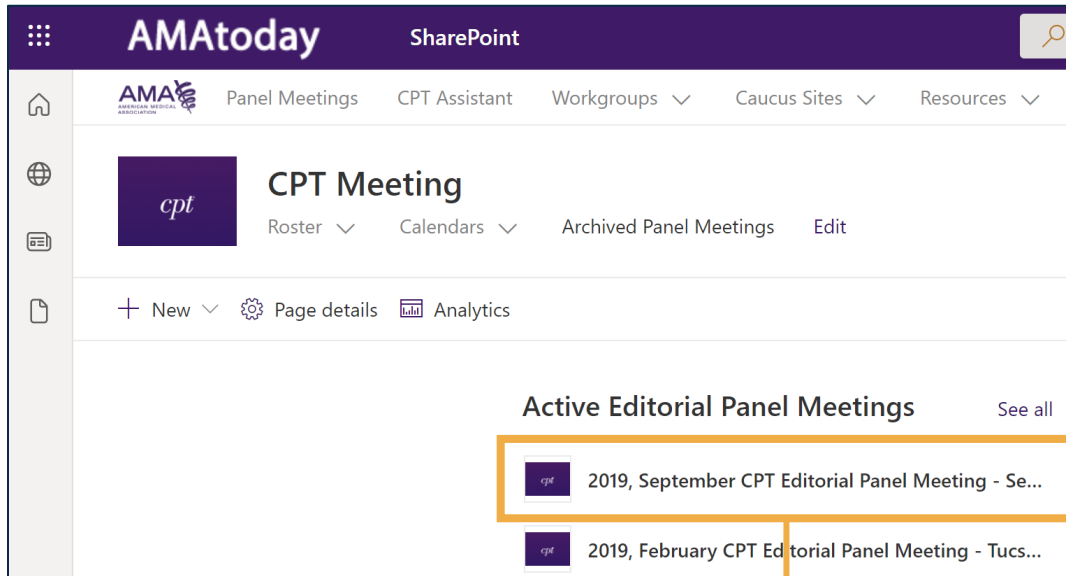 AMAtoday SharePoint
AMA Panel Meetings CPT Assistant Workgroups Caucus Sites Resources
AMERICAN MEDICAL
ASSOCIATION
cpt
CPT Meeting
Roster Calendars Archived Panel Meetings Edit
New Page details Analytics
Active Editorial Panel Meetings See all
cpt 2019, September CPT Editorial Panel Meeting - Se...
cpt 2019, February CPT Editorial Panel Meeting - Tucs...